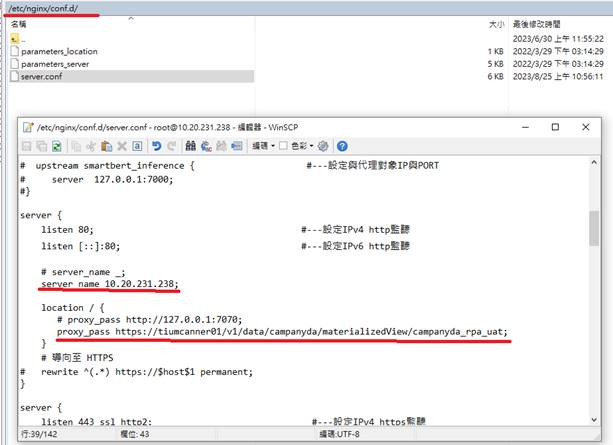 /etc/nginx/conf.d/
名稱 大小 最後修改時間
.. 2023/6/30 上午 11:55:22
parameters_location 1 KB 2022/3/29 下午 03:14:29
parameters_server 5 KB 2022/3/29 下午 03:14:29
server.conf 6 KB 2023/8/25 上午 10:56:11
/etc/nginx/conf.d/server.conf - root@10.20.231.238 - 編輯器 - WinSCP
編碼 色彩
# upstream smartbert_inference { #---設定與代理對象IP與PORT
# server 127.0.0.1:7000;
#}
server {
listen 80; #---設定IPv4 http監聽
listen [::]:80; #---設定IPv6 http監聽
# server_name _;
server_name 10.20.231.238;
location / {
# proxy_pass http://127.0.0.1:7070;
proxy_pass https://tiumcanner01/v1/data/campanyda/materializedView/campanyda_rpa_uat;
}
# 導向至 HTTPS
# rewrite ^(.*) https://$host$1 permanent;
}
server {
listen 443 ssl http2; #---設定IPv4 https監聽
行:39/142 欄位: 43 編碼:UTF-8